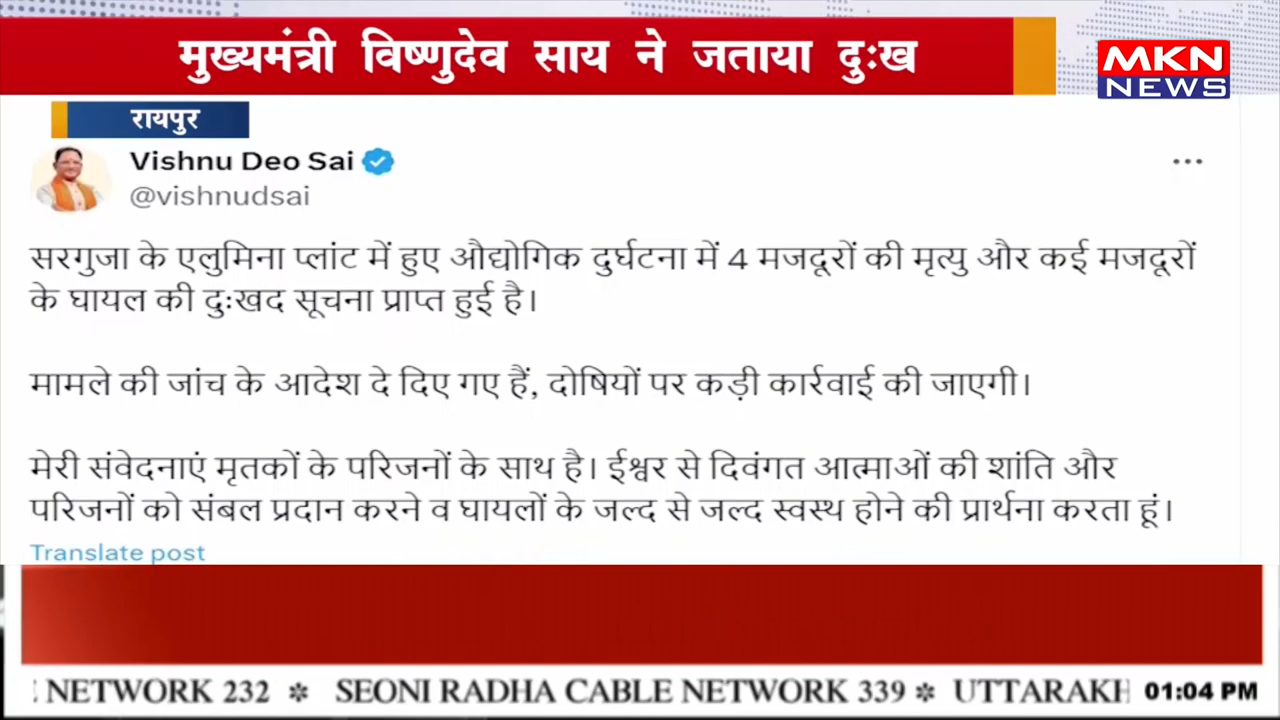 मुख्यमंत्री विष्णुदेव साय ने जताया दुःख
MKN
NEWS
रायपुर
Vishnu Deo Sai
@vishnudsai
सरगुजा के एलुमिना प्लांट में हुए औद्योगिक दुर्घटना में 4 मजदूरों की मृत्यु और कई मजदूरों
के घायल की दुःखद सूचना प्राप्त हुई है।
मामले की जांच के आदेश दे दिए गए हैं, दोषियों पर कड़ी कार्रवाई की जाएगी।
मेरी संवेदनाएं मृतकों के परिजनों के साथ है। ईश्वर से दिवंगत आत्माओं की शांति और
परिजनों को संबल प्रदान करने व घायलों के जल्द से जल्द स्वस्थ होने की प्रार्थना करता हूं।
Translate post
NETWORK 232 * SEONI RADHA CABLE NETWORK 339 * UTTARAKH 01:04 PM